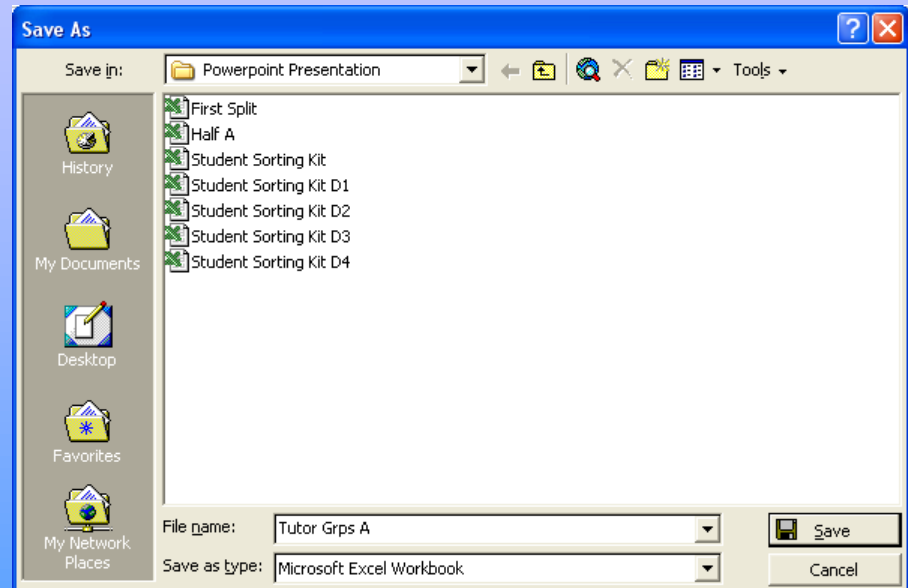 Save As
Save in:
Powerpoint Presentation
Tools
History
My Documents
Desktop
Favorites
My Network
Places
First Split
Half A
Student Sorting Kit
Student Sorting Kit D1
Student Sorting Kit D2
Student Sorting Kit D3
Student Sorting Kit D4
File name:
Tutor Grps A
Save
Save as type:
Microsoft Excel Workbook
Cancel